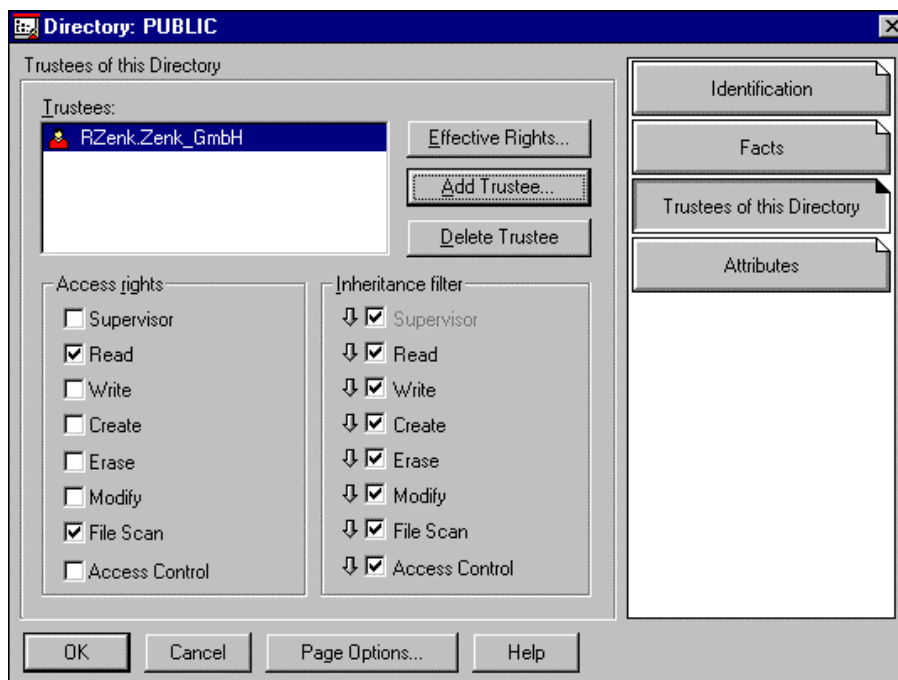 Directory: PUBLIC
Trustees of this Directory
Trustees:
RZenk.Zenk_GmbH
Effective Rights...
Add Trustee...
Delete Trustee
Access rights
Supervisor
Read
Write
Create
Erase
Modify
File Scan
Access Control
Inheritance filter
Supervisor
Read
Write
Create
Erase
Modify
File Scan
Access Control
Identification
Facts
Trustees of this Directory
Attributes
OK
Cancel
Page Options...
Help